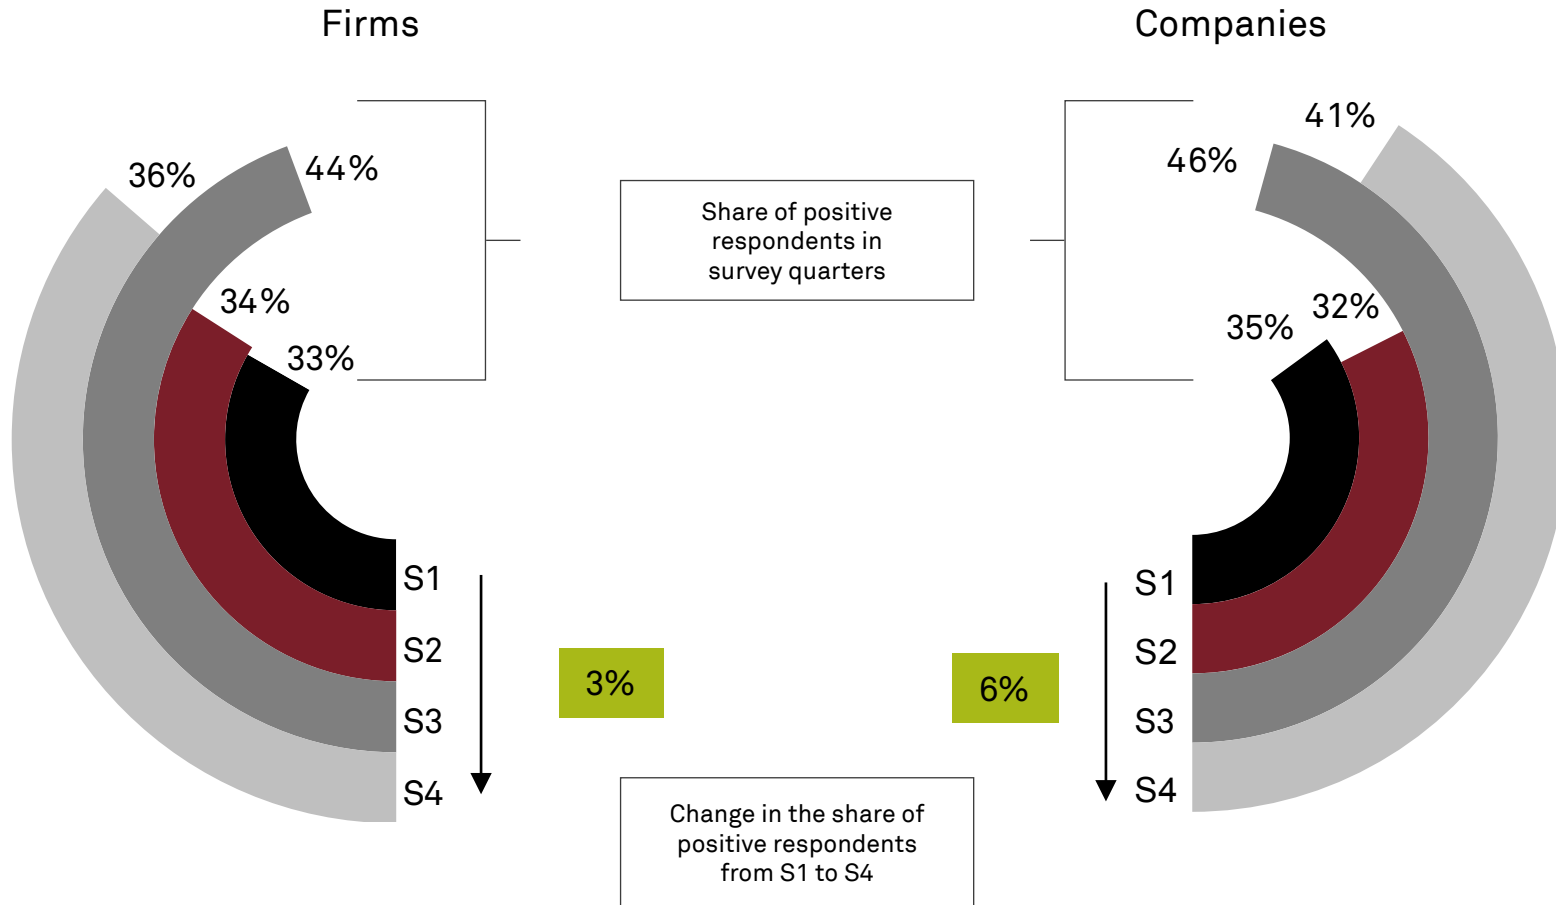 Firms
Companies
36%
44%
34%
33%
Share of positive
respondents in
survey quarters
41%
46%
32%
35%
S1
S2
S3
S4
3%
6%
S1
S2
S3
S4
Change in the share of
positive respondents
from S1 to S4